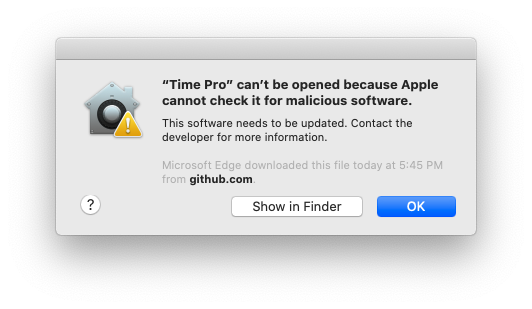 “Time Pro” can’t be opened because Apple
cannot check it for malicious software.
This software needs to be updated. Contact the
developer for more information.
Microsoft Edge downloaded this file today at 5:45 PM
from github.com.
?
Show in Finder
OK